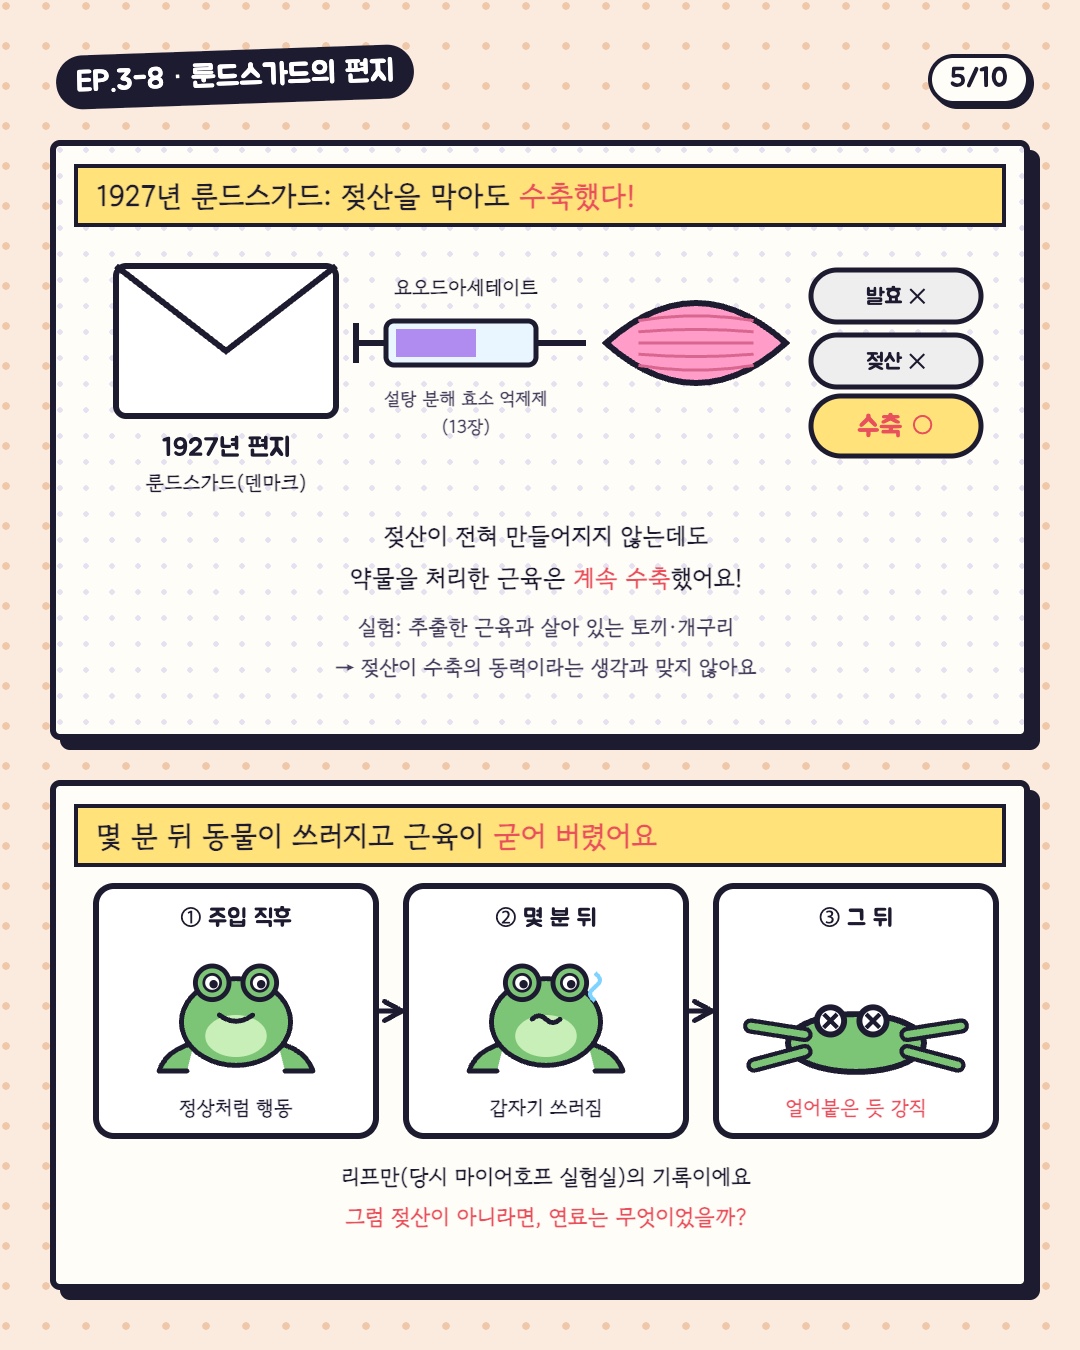 EP.3-8 · 룬드스가드의 편지
5/10
1927년 룬드스가드: 젖산을 막아도 수축했다!
요오드아세테이트
설탕 분해 효소 억제제
(13장)
1927년 편지
룬드스가드(덴마크)
발효 ×
젖산 ×
수축 ○
젖산이 전혀 만들어지지 않는데도
약물을 처리한 근육은 계속 수축했어요!
실험: 추출한 근육과 살아 있는 토끼·개구리
→ 젖산이 수축의 동력이라는 생각과 맞지 않아요
몇 분 뒤 동물이 쓰러지고 근육이 굳어 버렸어요
① 주입 직후
정상처럼 행동
② 몇 분 뒤
갑자기 쓰러짐
③ 그 뒤
얼어붙은 듯 강직
리프만(당시 마이어호프 실험실)의 기록이에요
그럼 젖산이 아니라면, 연료는 무엇이었을까?